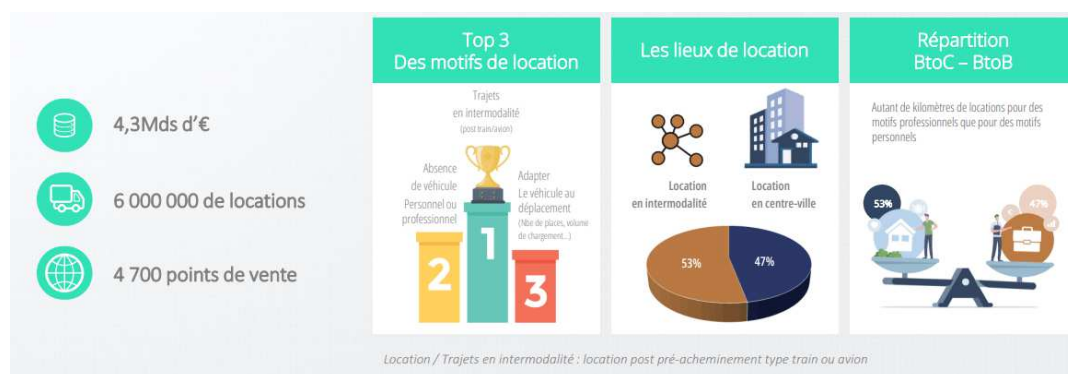 4,3Mds d'€
6 000 000 de locations
4 700 points de vente
Top 3
Des motifs de location
Trajets
en intermodalité
(post train/avion)
Absence
de véhicule
Personnel ou
professionnel
Adapter
Le véhicule au
déplacement
(Nbe de places, volume
de chargement...)
2
1
3
Les lieux de location
Location
en intermodalité
Location
en centre-ville
53%
47%
Répartition
BtoC – BtoB
Autant de kilomètres de locations pour des
motifs professionnels que pour des motifs
personnels
53%
47%
Location / Trajets en intermodalité : location post pré-acheminement type train ou avion